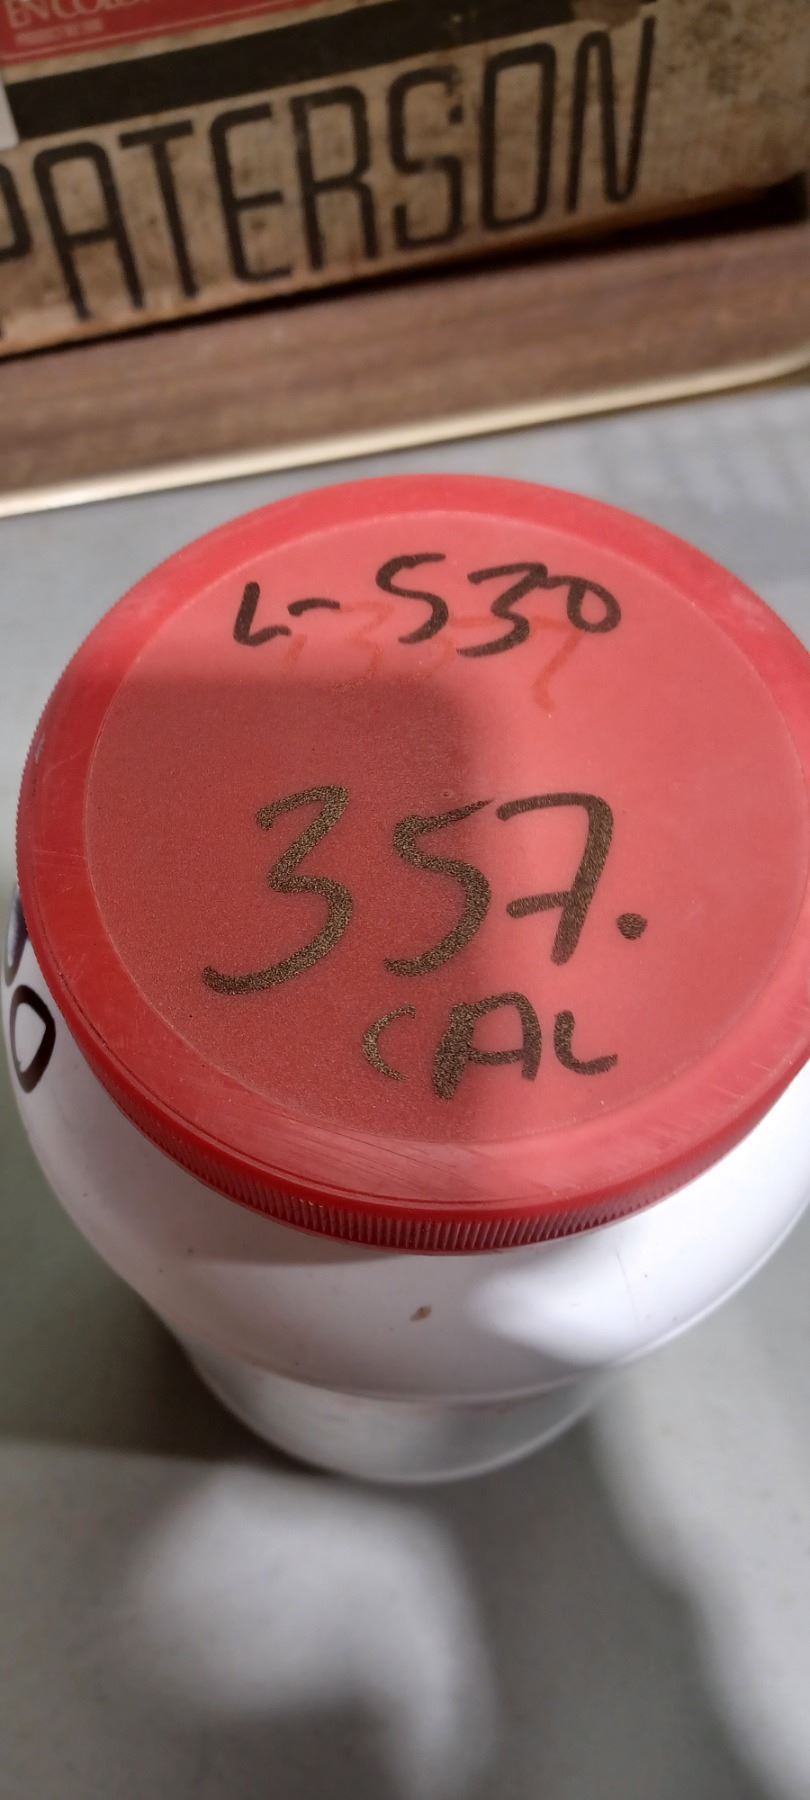 PATERSON
L-530
357.
CAL